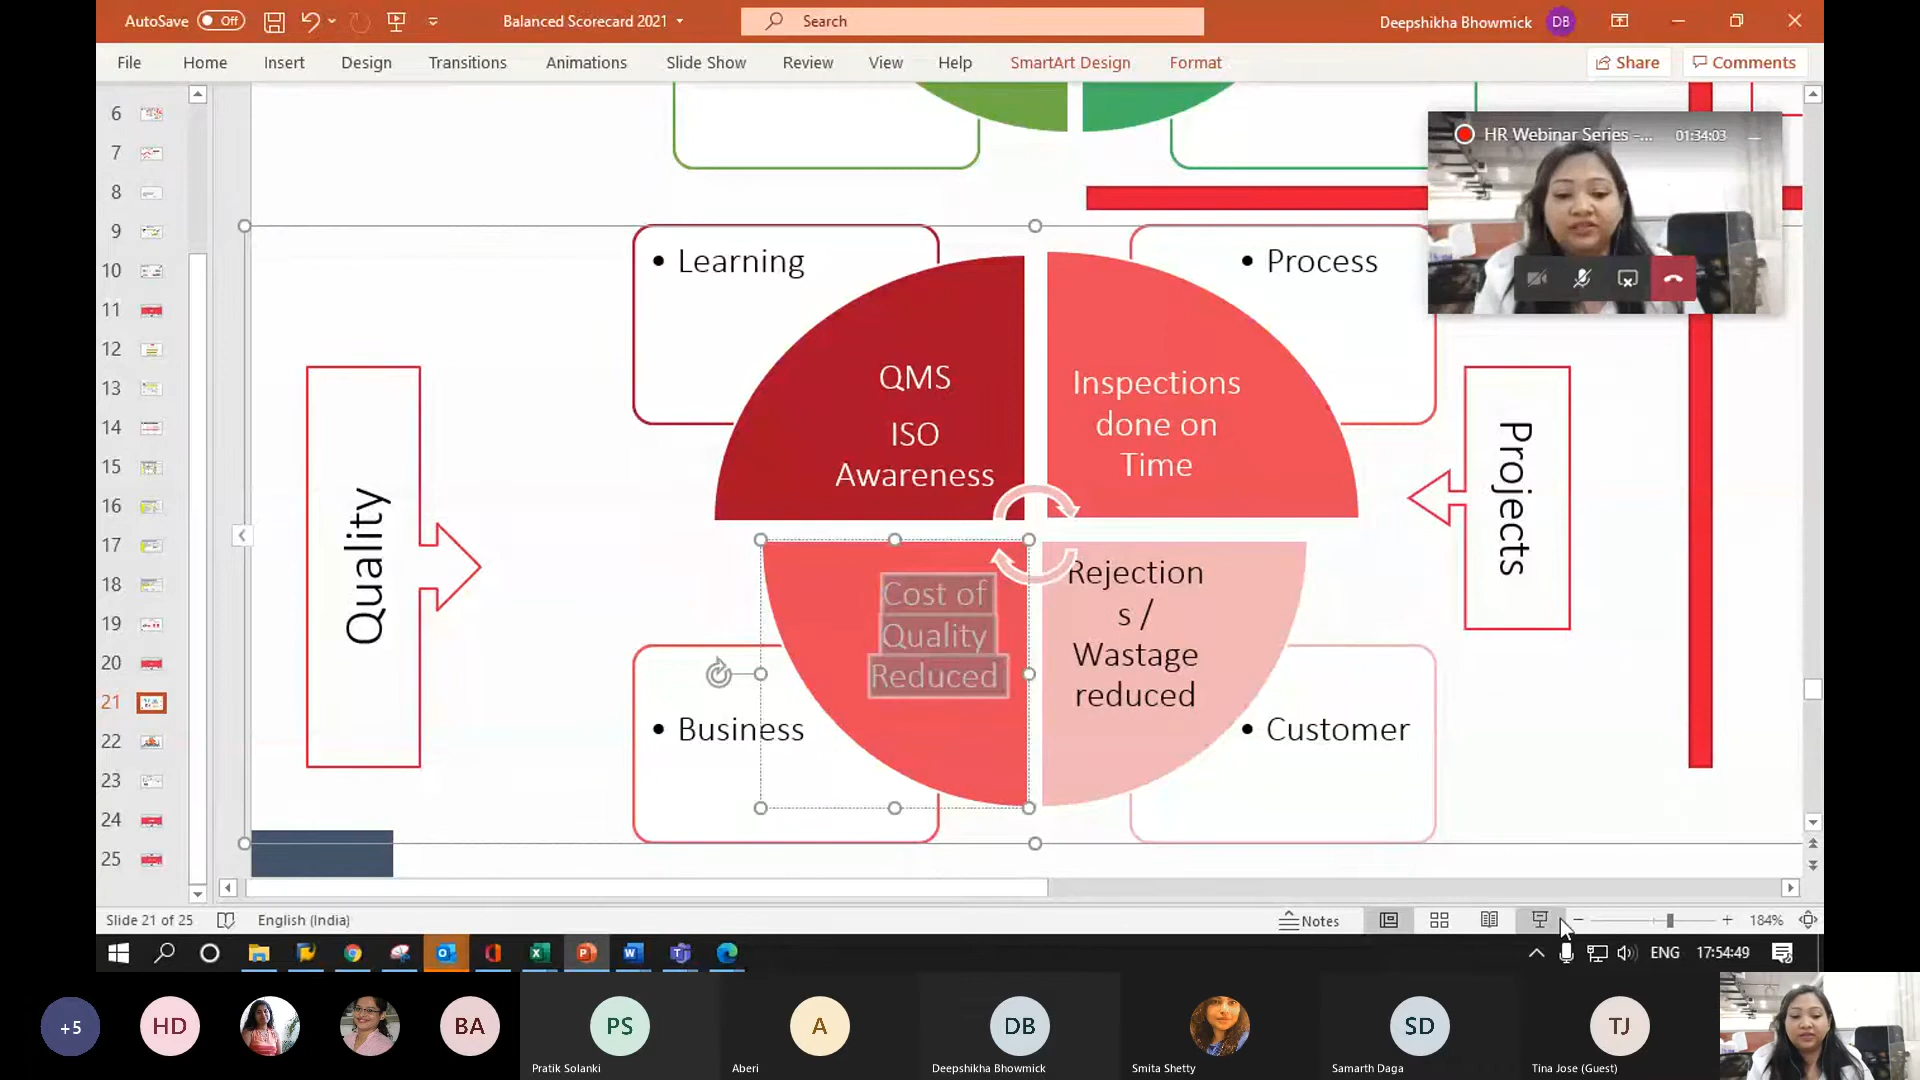 AutoSave Off
Balanced Scorecard 2021
Search
Deepshikha Bhowmick DB
File Home Insert Design Transitions Animations Slide Show Review View Help SmartArt Design Format Share Comments
6
7
8
9
10
11
12
13
14
15
16
17
18
19
20
21
22
23
24
25
HR Webinar Series -... 01:34:03
• Learning
• Process
QMS
ISO
Awareness
Inspections
done on
Time
Quality
Projects
Cost of
Quality
Reduced
Rejection
s /
Wastage
reduced
• Business
• Customer
Slide 21 of 25 English (India) Notes 184%
ENG 17:54:49
+5 HD BA PS A DB SD TJ
Pratik Solanki Aberi Deepshikha Bhowmick Smita Shetty Samarth Daga Tina Jose (Guest)